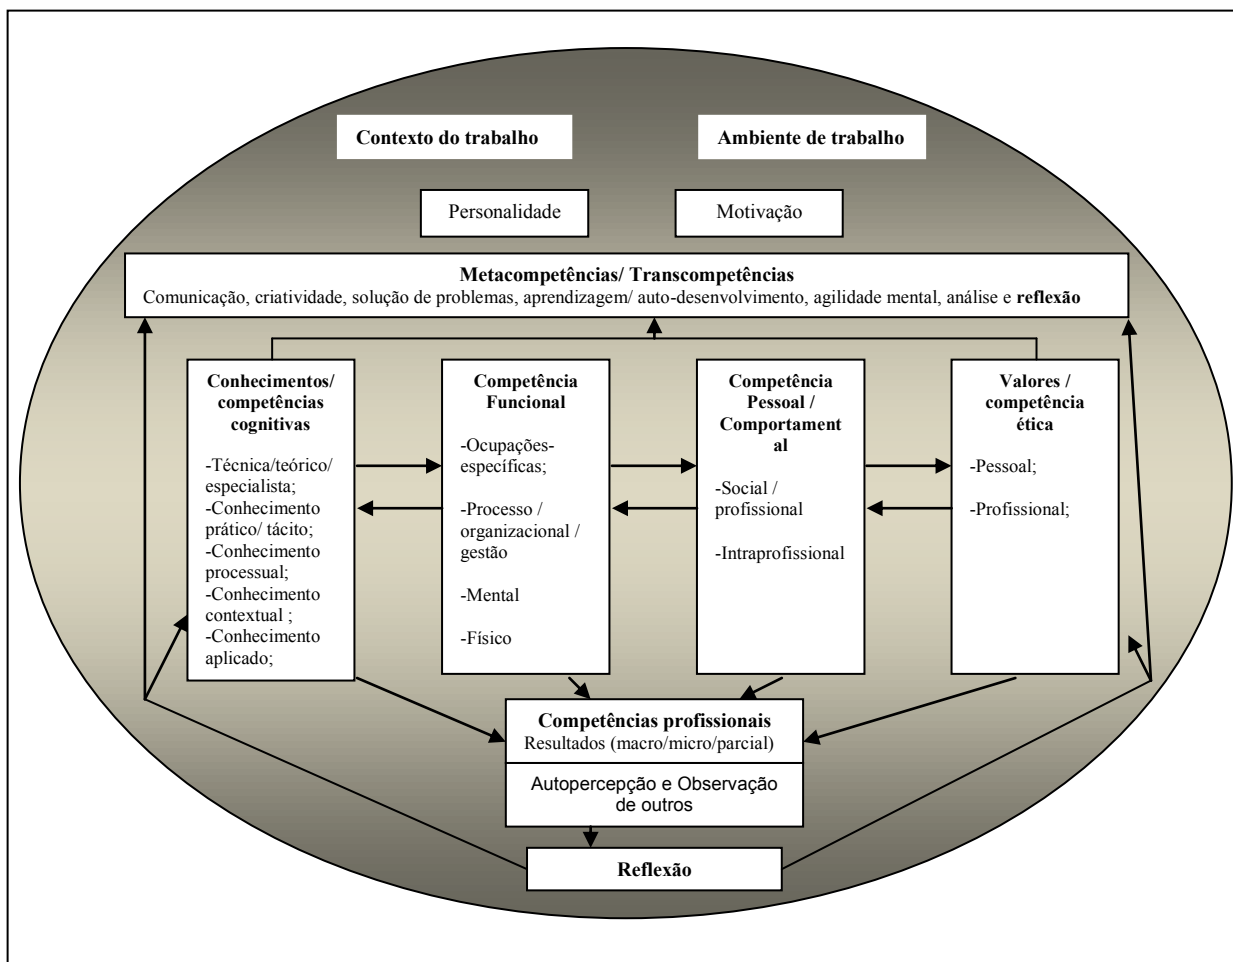 Contexto do trabalho
Ambiente de trabalho
Personalidade
Motivação
Metacompetências/ Transcompetências
Comunicação, criatividade, solução de problemas, aprendizagem/ auto-desenvolvimento, agilidade mental, análise e reflexão
Conhecimentos/
competências
cognitivas
-Técnica/teórico/
especialista;
-Conhecimento
prático/ tácito;
-Conhecimento
processual;
-Conhecimento
contextual ;
-Conhecimento
aplicado;
Competência
Funcional
-Ocupações-
específicas;
-Processo /
organizacional /
gestão
-Mental
-Físico
Competência
Pessoal /
Comportament
al
-Social /
profissional
-Intraprofissional
Valores /
competência
ética
-Pessoal;
-Profissional;
Competências profissionais
Resultados (macro/micro/parcial)
Autopercepção e Observação
de outros
Reflexão